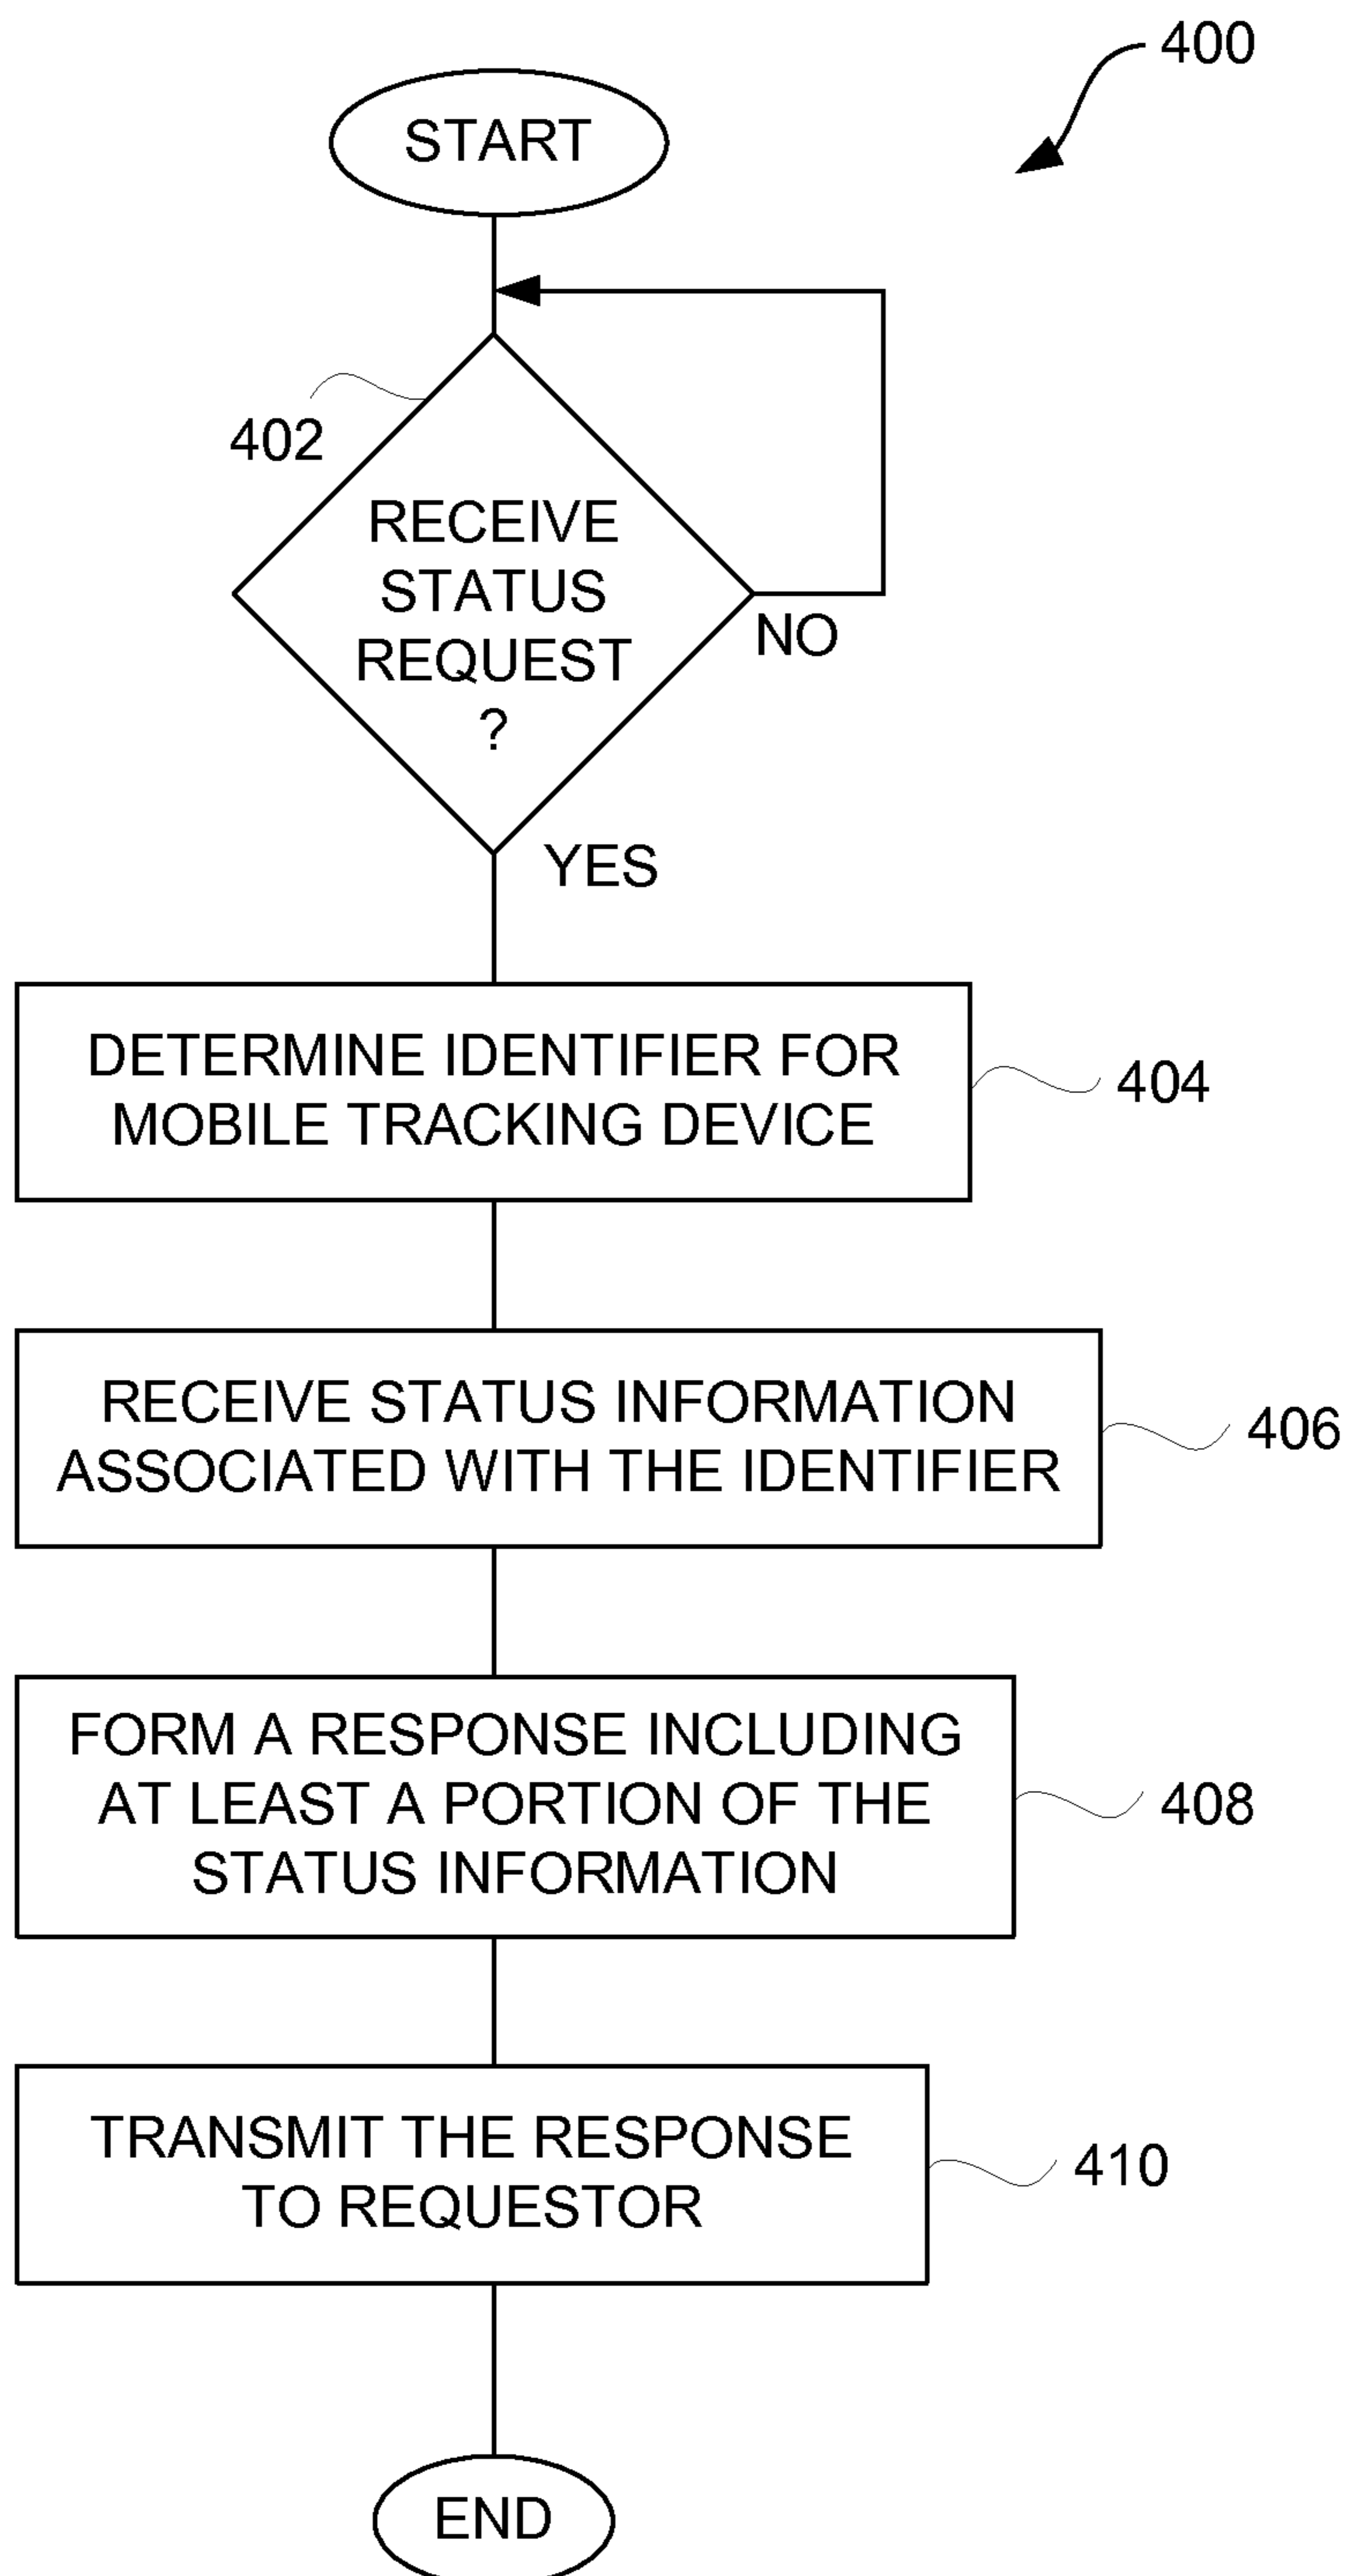 400
START
402
RECEIVE
STATUS
REQUEST
?
NO
YES
DETERMINE IDENTIFIER FOR
MOBILE TRACKING DEVICE
404
RECEIVE STATUS INFORMATION
ASSOCIATED WITH THE IDENTIFIER
406
FORM A RESPONSE INCLUDING
AT LEAST A PORTION OF THE
STATUS INFORMATION
408
TRANSMIT THE RESPONSE
TO REQUESTOR
410
END